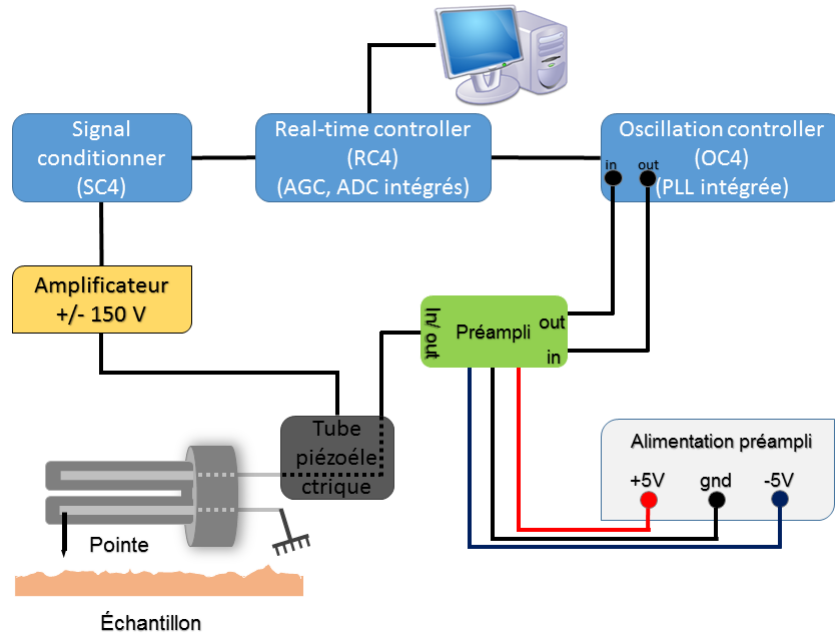 Signal
conditionner
(SC4)
Real-time controller
(RC4)
(AGC, ADC intégrés)
Oscillation controller
(OC4)
(PLL intégrée)
in
out
Amplificateur
+/- 150 V
In/ out
Préampli
out
in
Tube
piézoéle
ctrique
Alimentation préampli
+5V
gnd
-5V
Pointe
Échantillon